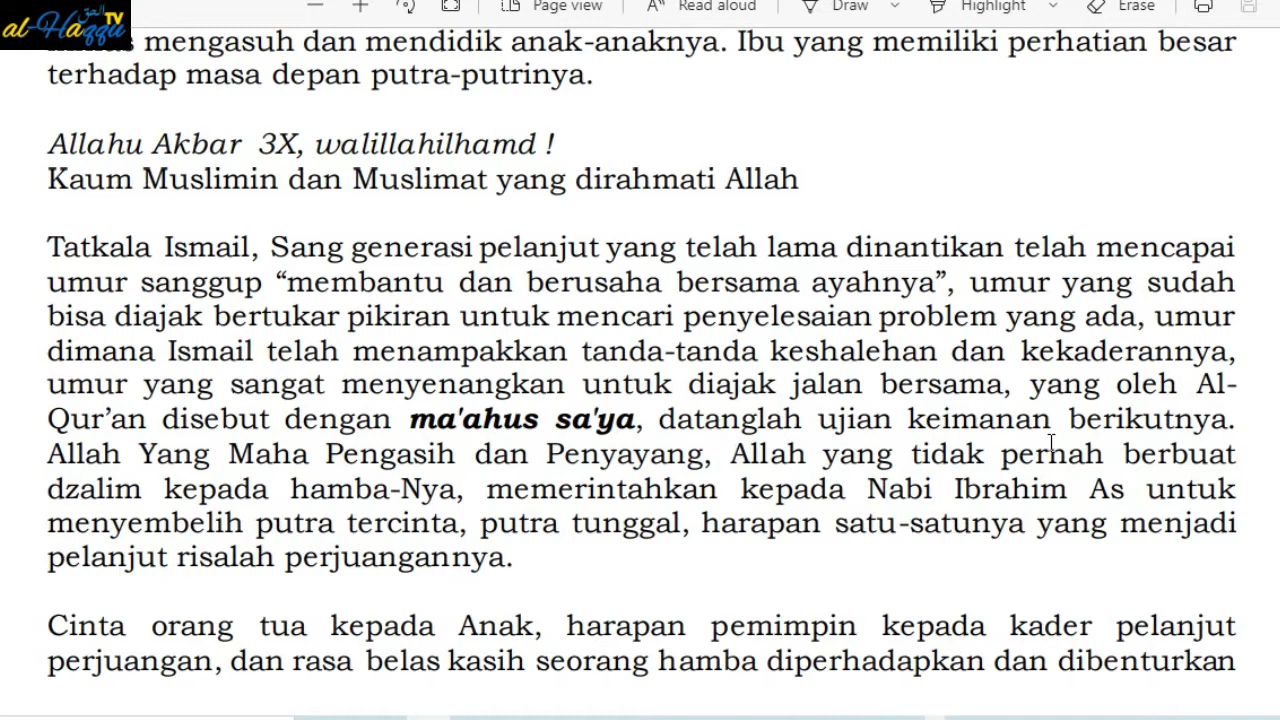 الحق
al-Haqqu TV
Page view
Read aloud
Draw
Highlight
Erase
mengasuh dan mendidik anak-anaknya. Ibu yang memiliki perhatian besar
terhadap masa depan putra-putrinya.
Allahu Akbar 3X, walillahilhamd !
Kaum Muslimin dan Muslimat yang dirahmati Allah
Tatkala Ismail, Sang generasi pelanjut yang telah lama dinantikan telah mencapai
umur sanggup “membantu dan berusaha bersama ayahnya”, umur yang sudah
bisa diajak bertukar pikiran untuk mencari penyelesaian problem yang ada, umur
dimana Ismail telah menampakkan tanda-tanda keshalehan dan kekaderannya,
umur yang sangat menyenangkan untuk diajak jalan bersama, yang oleh Al-
Qur’an disebut dengan ma'ahus sa'ya, datanglah ujian keimanan berikutnya.
Allah Yang Maha Pengasih dan Penyayang, Allah yang tidak pernah berbuat
dzalim kepada hamba-Nya, memerintahkan kepada Nabi Ibrahim As untuk
menyembelih putra tercinta, putra tunggal, harapan satu-satunya yang menjadi
pelanjut risalah perjuangannya.
Cinta orang tua kepada Anak, harapan pemimpin kepada kader pelanjut
perjuangan, dan rasa belas kasih seorang hamba diperhadapkan dan dibenturkan